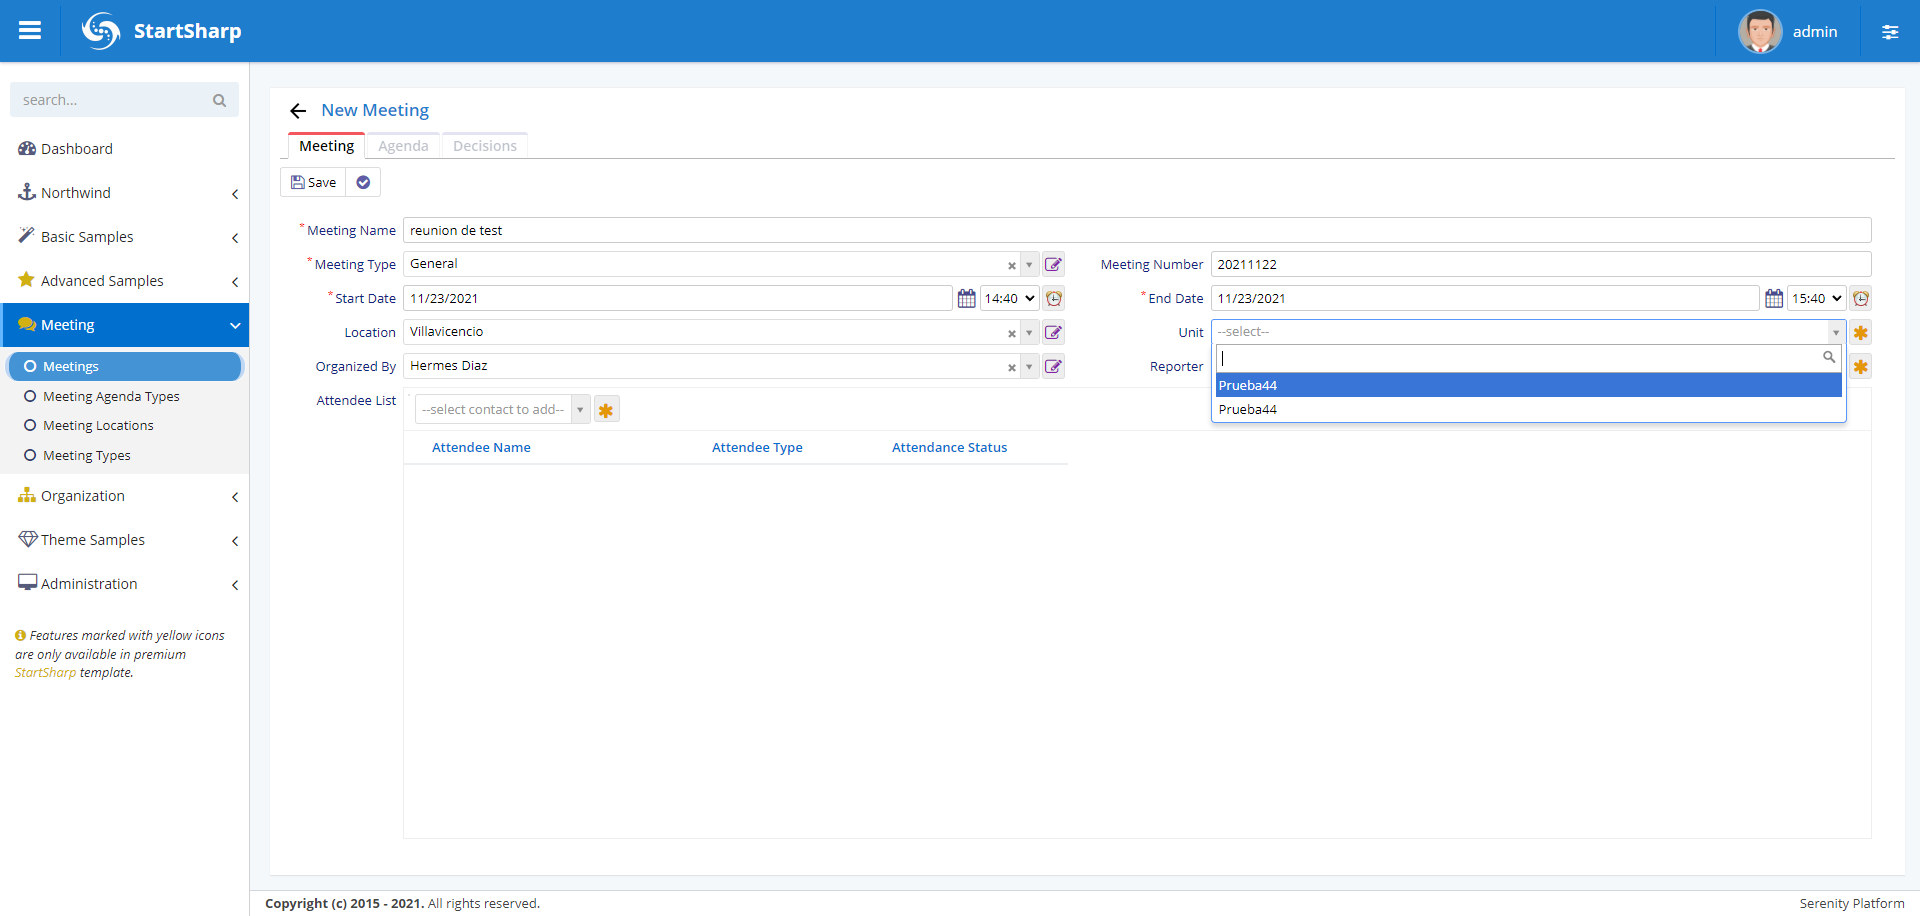 StartSharp
admin
search...
Dashboard
Northwind
Basic Samples
Advanced Samples
Meeting
Meetings
Meeting Agenda Types
Meeting Locations
Meeting Types
Organization
Theme Samples
Administration
Features marked with yellow icons
are only available in premium
StartSharp template.
New Meeting
Meeting Agenda Decisions
Save
* Meeting Name reunion de test
* Meeting Type General
Meeting Number 20211122
* Start Date 11/23/2021 14:40
* End Date 11/23/2021 15:40
Location Villavicencio
Unit --select--
Organized By Hermes Diaz
Reporter
Prueba44
Prueba44
Attendee List --select contact to add--
Attendee Name Attendee Type Attendance Status
Copyright (c) 2015 - 2021. All rights reserved.
Serenity Platform